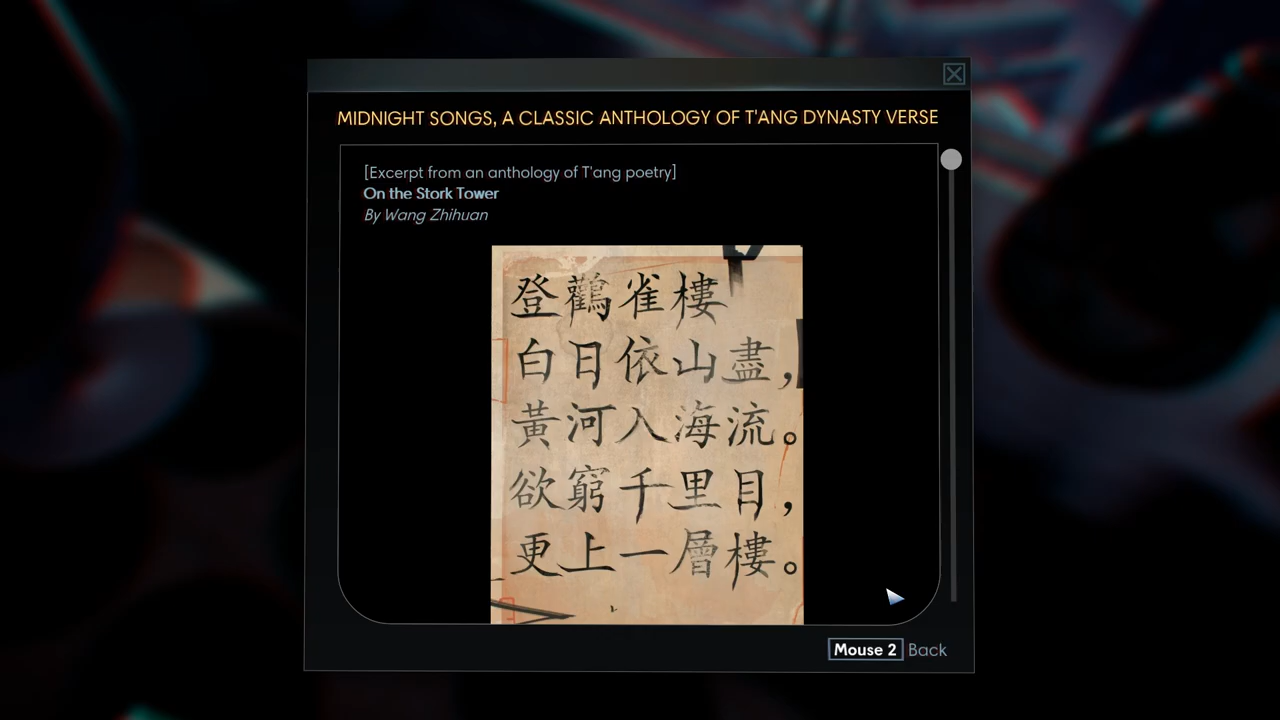 MIDNIGHT SONGS, A CLASSIC ANTHOLOGY OF T'ANG DYNASTY VERSE
[Excerpt from an anthology of T'ang poetry]
On the Stork Tower
By Wang Zhihuan
登鸛雀樓
白日依山盡，
黃河入海流。
欲窮千里目，
更上一層樓。
Mouse 2 Back